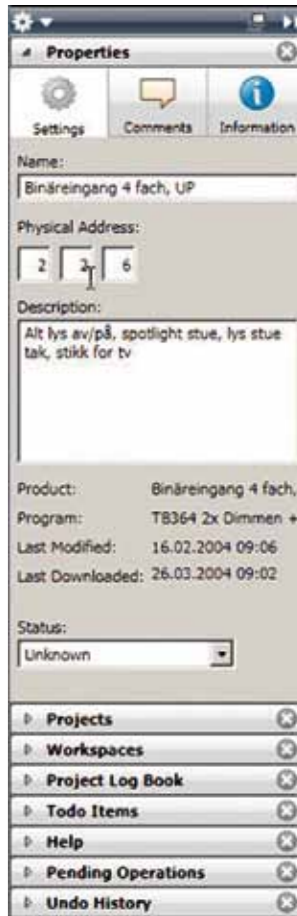 Properties
Settings Comments Information
Name:
Binäreingang 4 fach, UP
Physical Address:
2 2 6
Description:
Alt lys av/på, spotlight stue, lys stue
tak, stikk for tv
Product: Binäreingang 4 fach,
Program: T8364 2x Dimmen +
Last Modified: 16.02.2004 09:06
Last Downloaded: 26.03.2004 09:02
Status:
Unknown
Projects
Workspaces
Project Log Book
Todo Items
Help
Pending Operations
Undo History